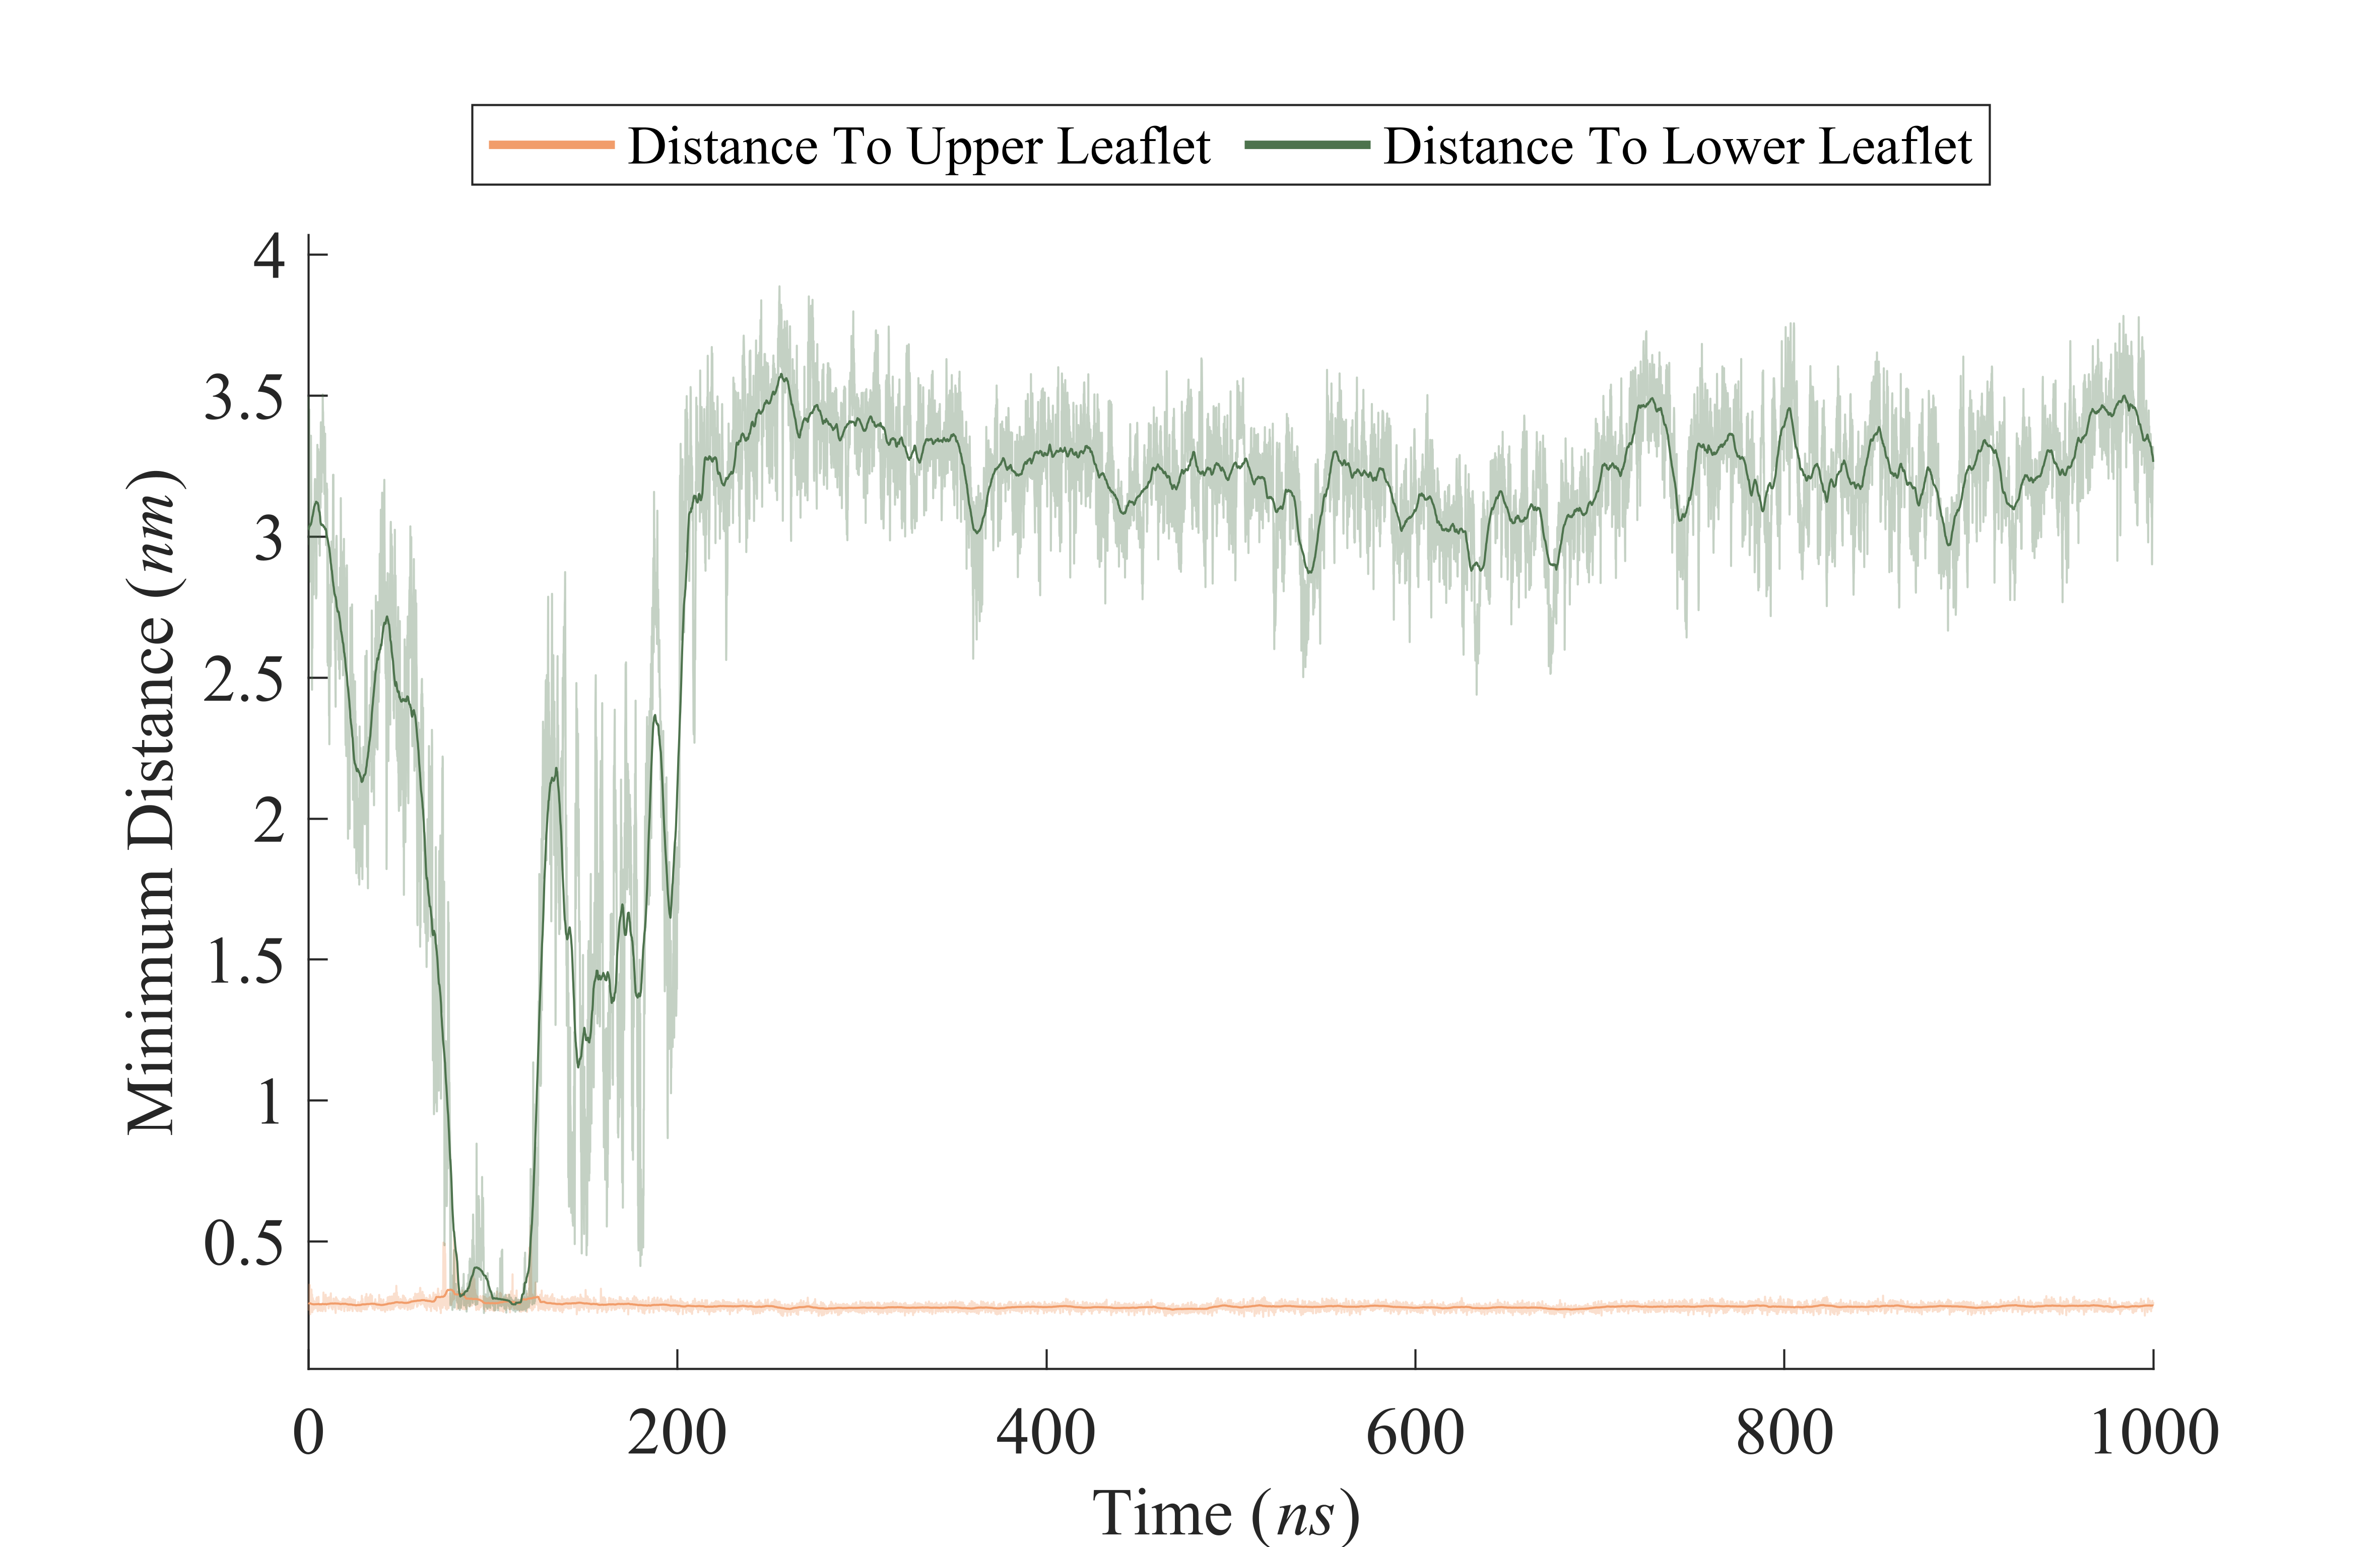 Distance To Upper Leaflet Distance To Lower Leaflet
4
3.5
3
2.5
2
1.5
1
0.5
Minimum Distance (nm)
0 200 400 600 800 1000
Time (ns)